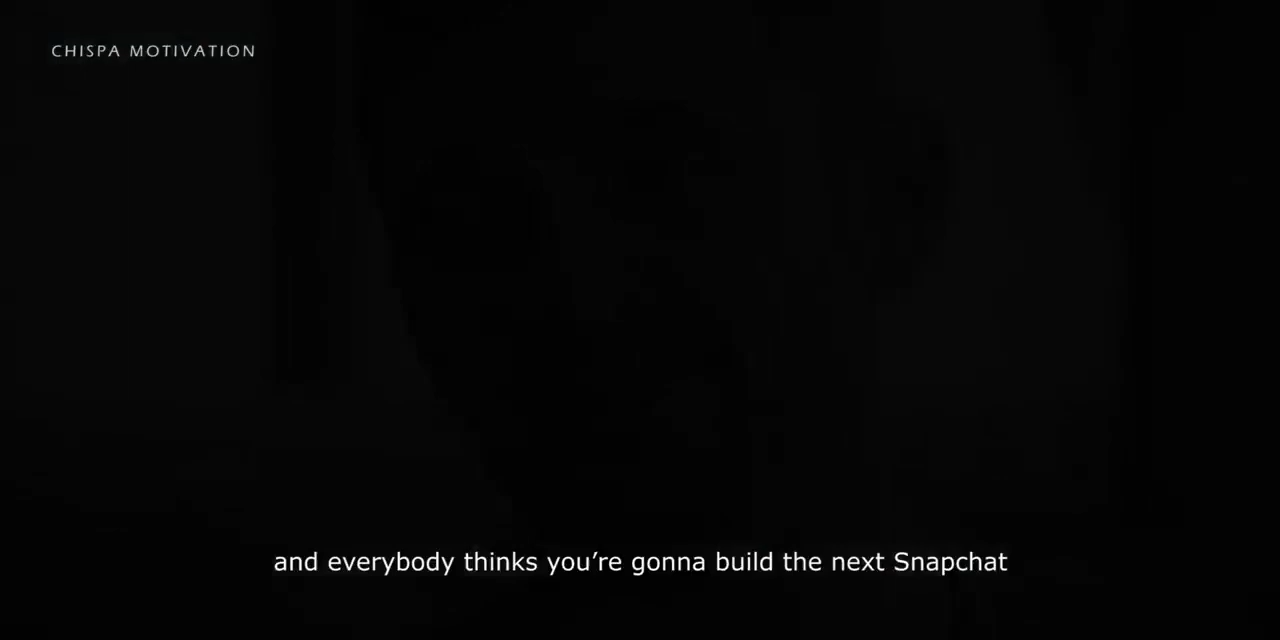 CHISPA MOTIVATION
and everybody thinks you’re gonna build the next Snapchat